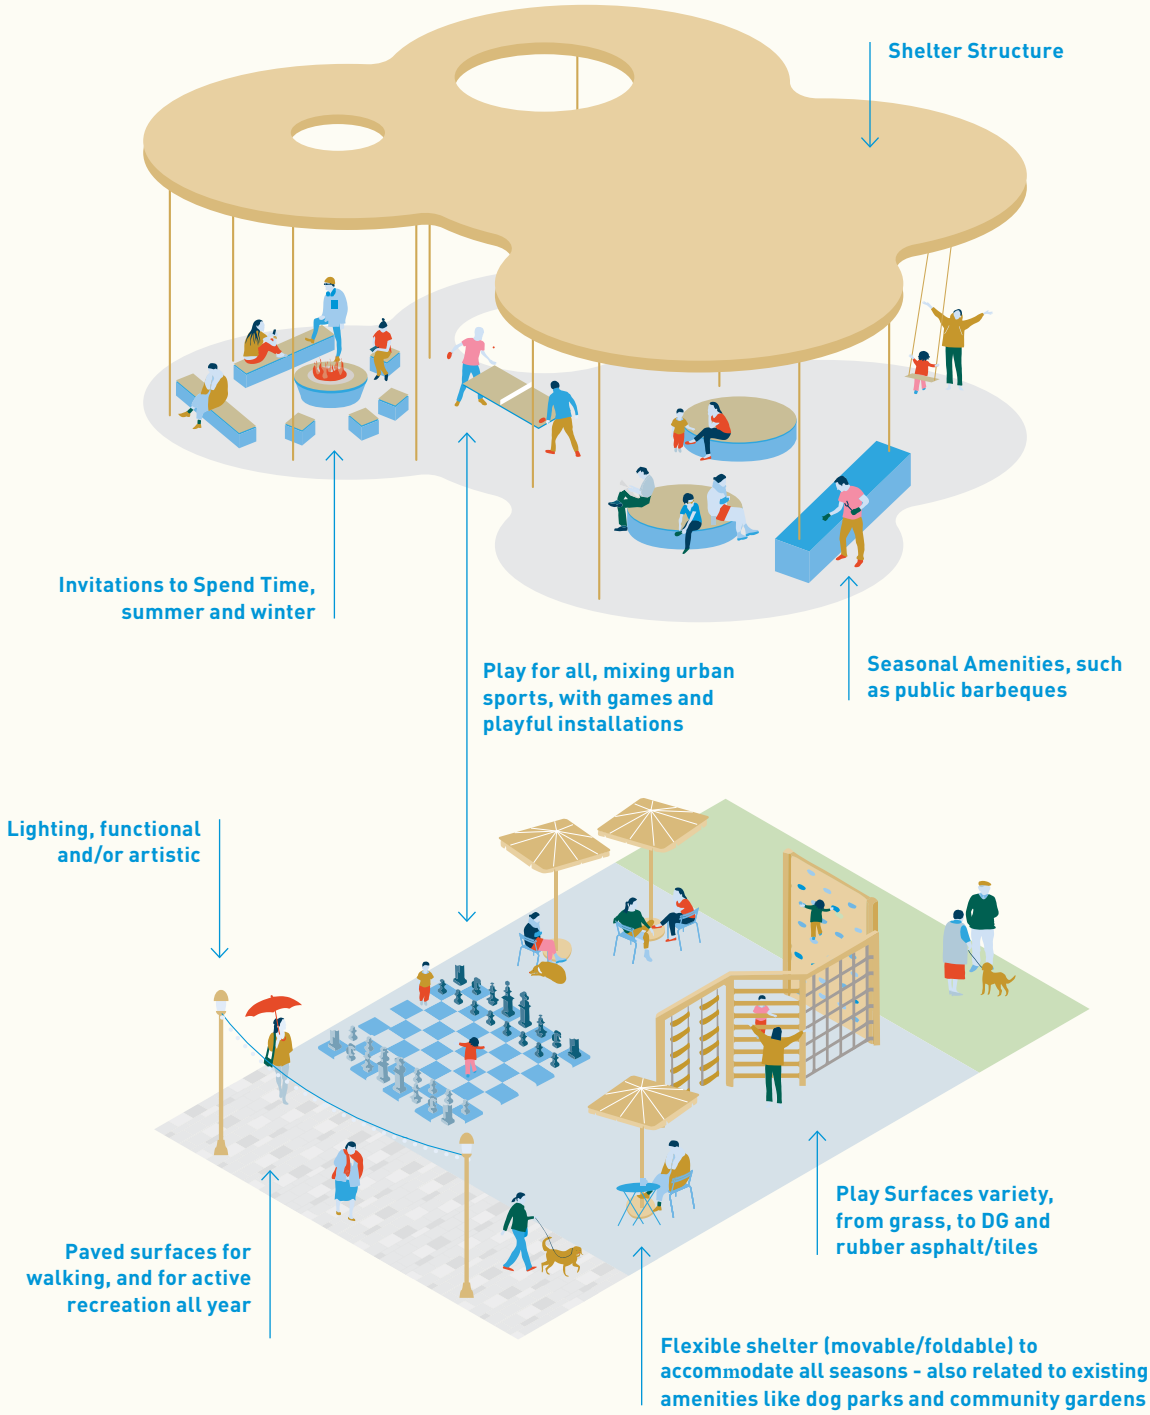 Shelter Structure
Invitations to Spend Time,
summer and winter
Play for all, mixing urban
sports, with games and
playful installations
Seasonal Amenities, such
as public barbeques
Lighting, functional
and/or artistic
Paved surfaces for
walking, and for active
recreation all year
Play Surfaces variety,
from grass, to DG and
rubber asphalt/tiles
Flexible shelter (movable/foldable) to
accommodate all seasons - also related to existing
amenities like dog parks and community gardens